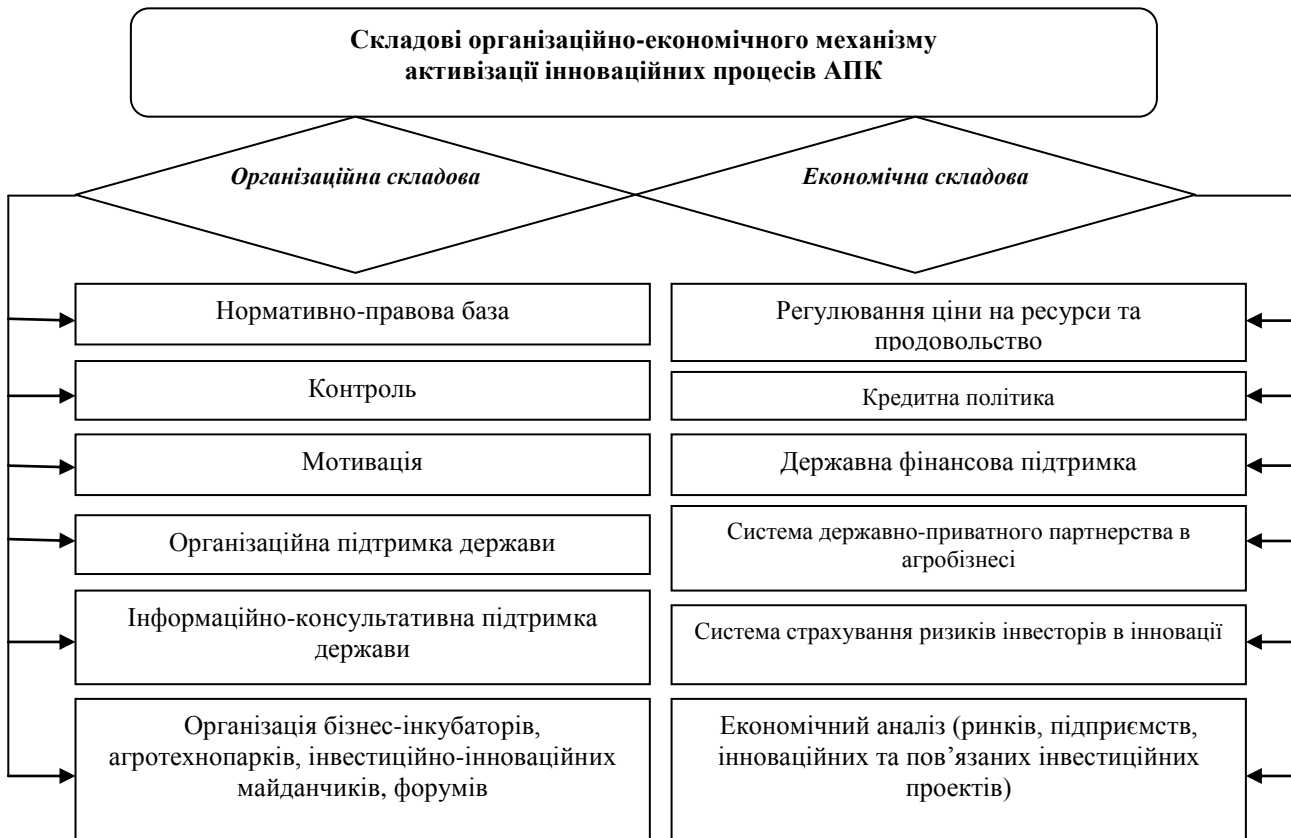 Складові організаційно-економічного механізму
активізації інноваційних процесів АПК
Організаційна складова
Економічна складова
Нормативно-правова база
Регулювання ціни на ресурси та
продовольство
Контроль
Кредитна політика
Мотивація
Державна фінансова підтримка
Організаційна підтримка держави
Система державно-приватного партнерства в
агробізнесі
Інформаційно-консультативна підтримка
держави
Система страхування ризиків інвесторів в інновації
Організація бізнес-інкубаторів,
агротехнопарків, інвестиційно-інноваційних
майданчиків, форумів
Економічний аналіз (ринків, підприємств,
інноваційних та пов’язаних інвестиційних
проектів)